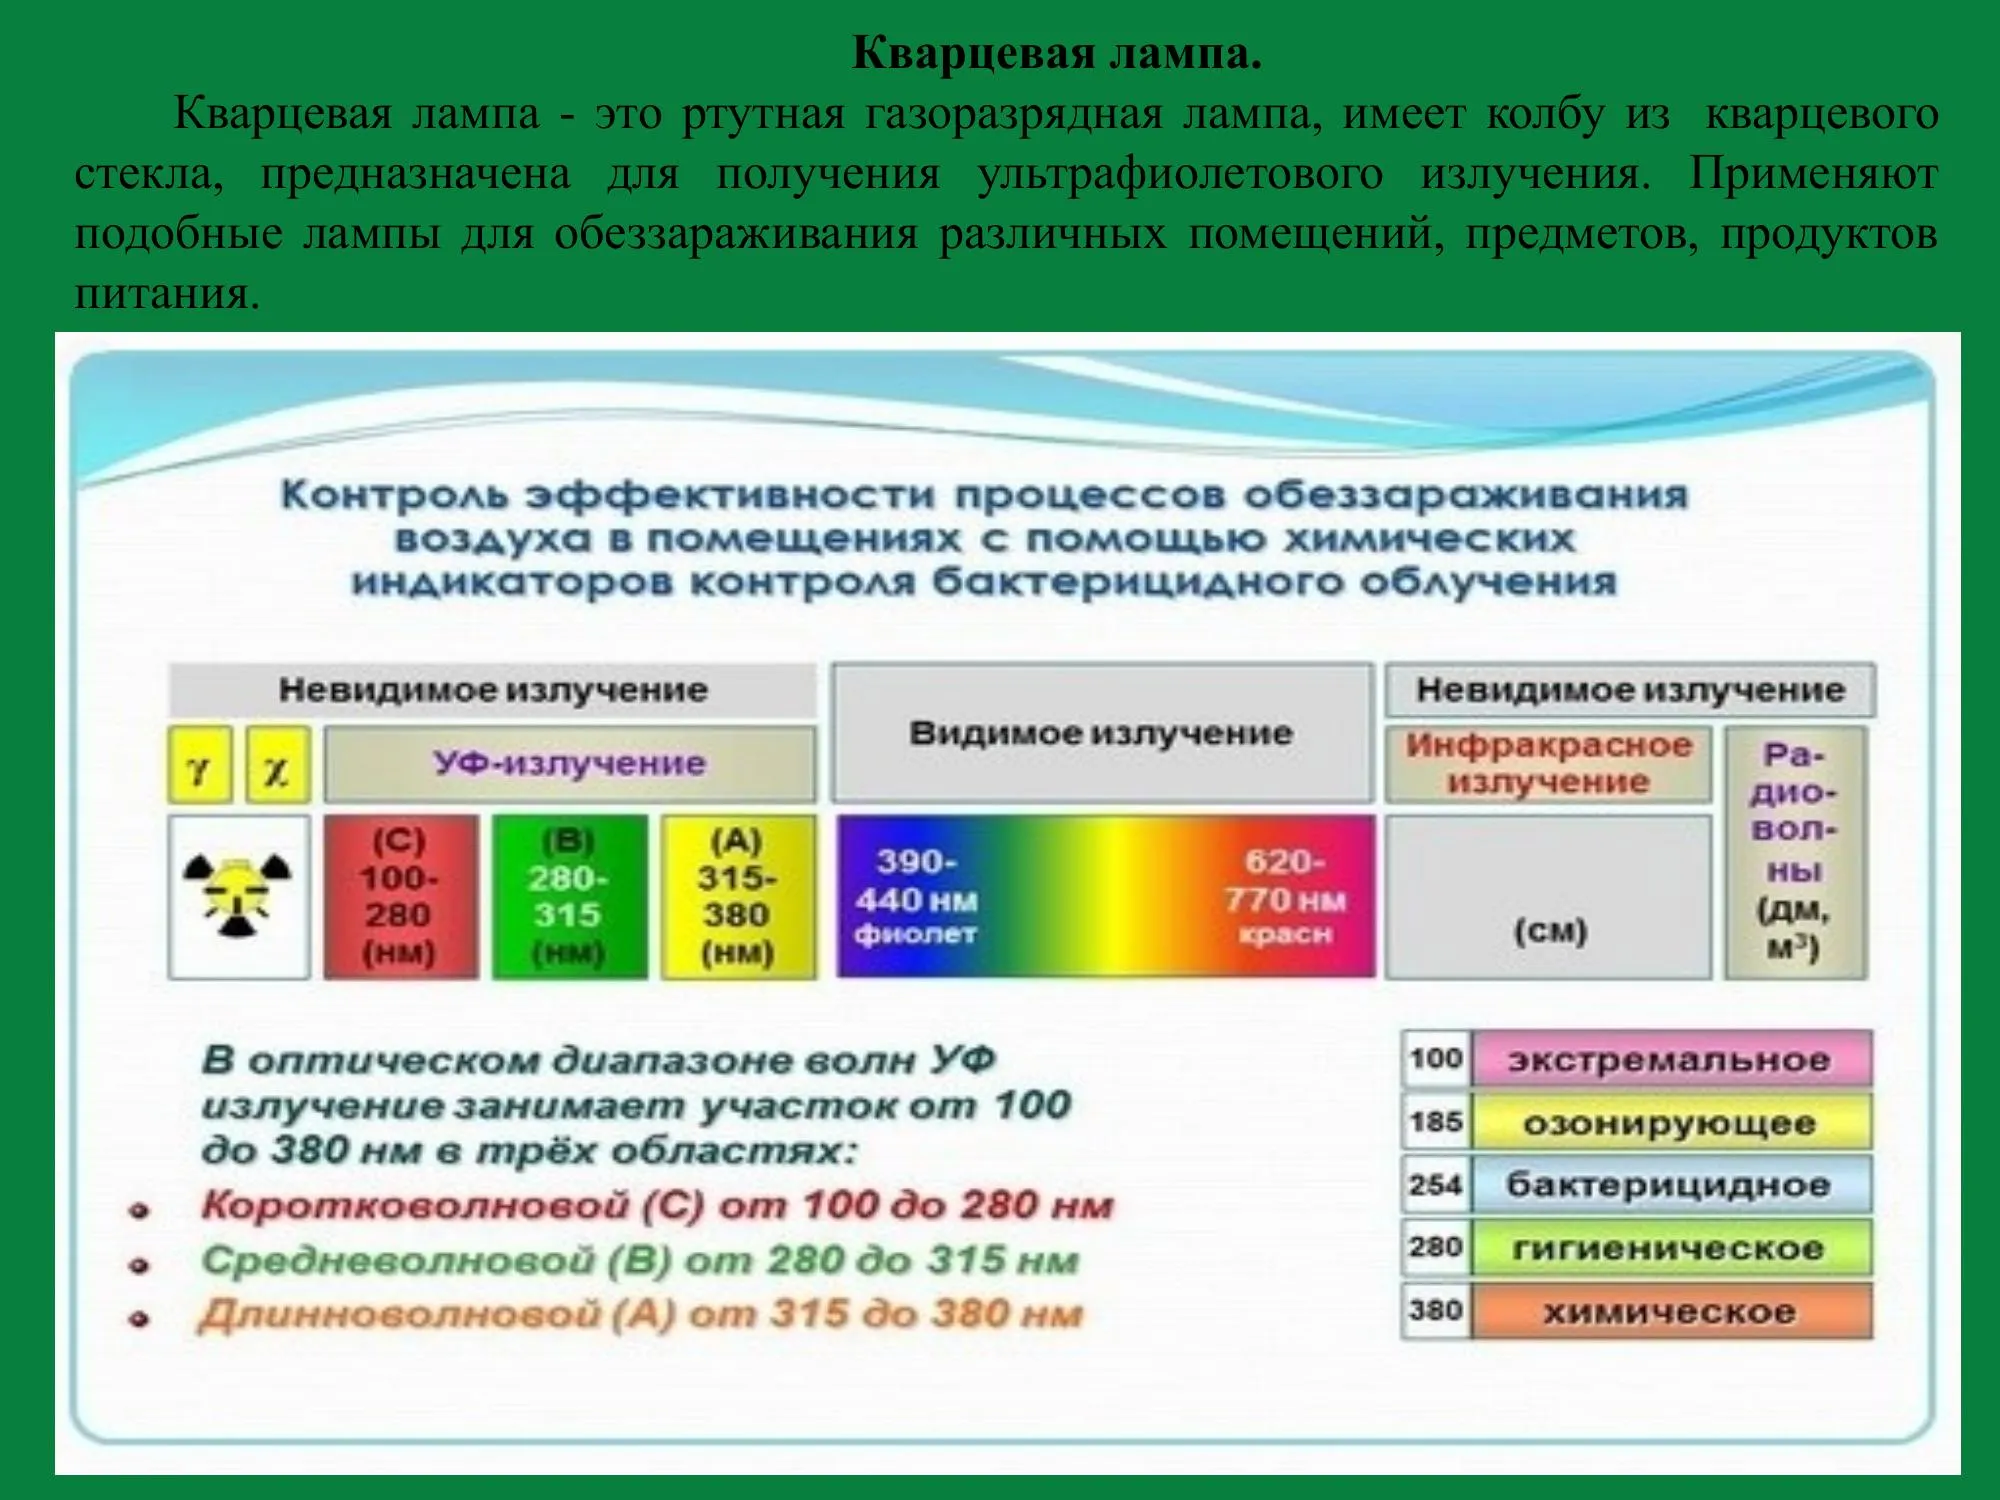 Кварцевая лампа.
Кварцевая лампа - это ртутная газоразрядная лампа, имеет колбу из кварцевого
стекла, предназначена для получения ультрафиолетового излучения. Применяют
подобные лампы для обеззараживания различных помещений, предметов, продуктов
питания.
Контроль эффективности процессов обеззараживания
воздуха в помещениях с помощью химических
индикаторов контроля бактерицидного облучения
Невидимое излучение
Видимое излучение
Невидимое излучение
γ
χ
УФ-излучение
Инфракрасное
излучение
Ра-
дио-
вол-
ны
(дм,
м³)
(С)
100-
280
(нм)
(В)
280-
315
(нм)
(А)
315-
380
(нм)
390-
440 нм
фиолет
620-
770 нм
красн
(см)
В оптическом диапазоне волн УФ
излучение занимает участок от 100
до 380 нм в трёх областях:
Коротковолновой (С) от 100 до 280 нм
Средневолновой (В) от 280 до 315 нм
Длинноволновой (А) от 315 до 380 нм
100 экстремальное
185 озонирующее
254 бактерицидное
280 гигиеническое
380 химическое